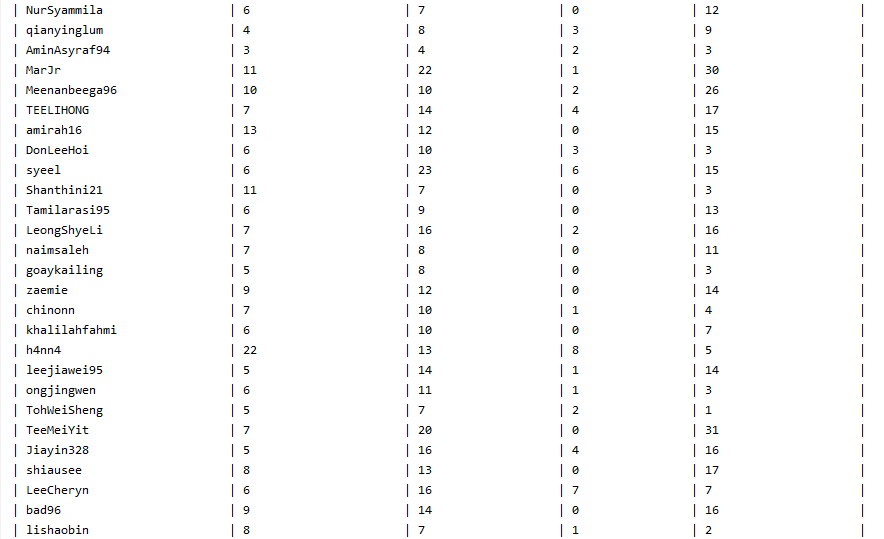 | NurSyammila | 6 | 7 | 0 | 12 |
| qianyinglum | 4 | 8 | 3 | 9 |
| AminAsyraf94 | 3 | 4 | 2 | 3 |
| MarJr | 11 | 22 | 1 | 30 |
| Meenanbeega96 | 10 | 10 | 2 | 26 |
| TEELIHONG | 7 | 14 | 4 | 17 |
| amirah16 | 13 | 12 | 0 | 15 |
| DonLeeHoi | 6 | 10 | 3 | 3 |
| syeel | 6 | 23 | 6 | 15 |
| Shanthini21 | 11 | 7 | 0 | 3 |
| Tamilarasi95 | 6 | 9 | 0 | 13 |
| LeongShyeLi | 7 | 16 | 2 | 16 |
| naimsaleh | 7 | 8 | 0 | 11 |
| goaykailing | 5 | 8 | 0 | 3 |
| zaemie | 9 | 12 | 0 | 14 |
| chinonn | 7 | 10 | 1 | 4 |
| khalilahfahmi | 6 | 10 | 0 | 7 |
| h4nn4 | 22 | 13 | 8 | 5 |
| leejiawei95 | 5 | 14 | 1 | 14 |
| ongjingwen | 6 | 11 | 1 | 3 |
| TohWeiSheng | 5 | 7 | 2 | 1 |
| TeeMeiYit | 7 | 20 | 0 | 31 |
| Jiayin328 | 5 | 16 | 4 | 16 |
| shiausee | 8 | 13 | 0 | 17 |
| LeeCheryn | 6 | 16 | 7 | 7 |
| bad96 | 9 | 14 | 0 | 16 |
| lishaobin | 8 | 7 | 1 | 2 |